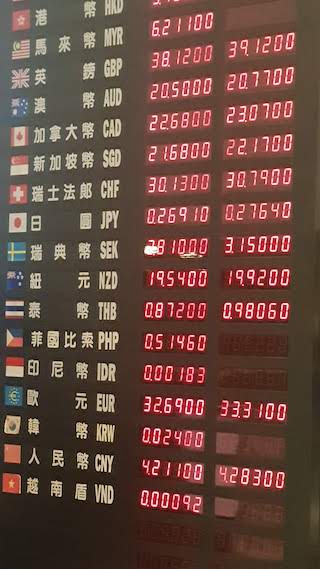 港 幣 HKD
馬來幣 MYR 6.21100
英 鎊 GBP 38.1200 39.1200
澳 幣 AUD 20.5000 20.7700
加拿大幣 CAD 22.6800 23.0700
新加坡幣 SGD 21.6800 22.1700
瑞士法郎 CHF 30.1300 30.7900
日 圓 JPY 0.26910 0.27640
瑞典幣 SEK 3.15000
紐 元 NZD 19.5400 19.9200
泰 幣 THB 0.87200 0.98060
菲國比索 PHP 0.51460
印尼幣 IDR 0.00183
歐 元 EUR 32.6900 33.3100
韓 幣 KRW 0.02400
人民幣 CNY 4.21100 4.28300
越南盾 VND 0.00092